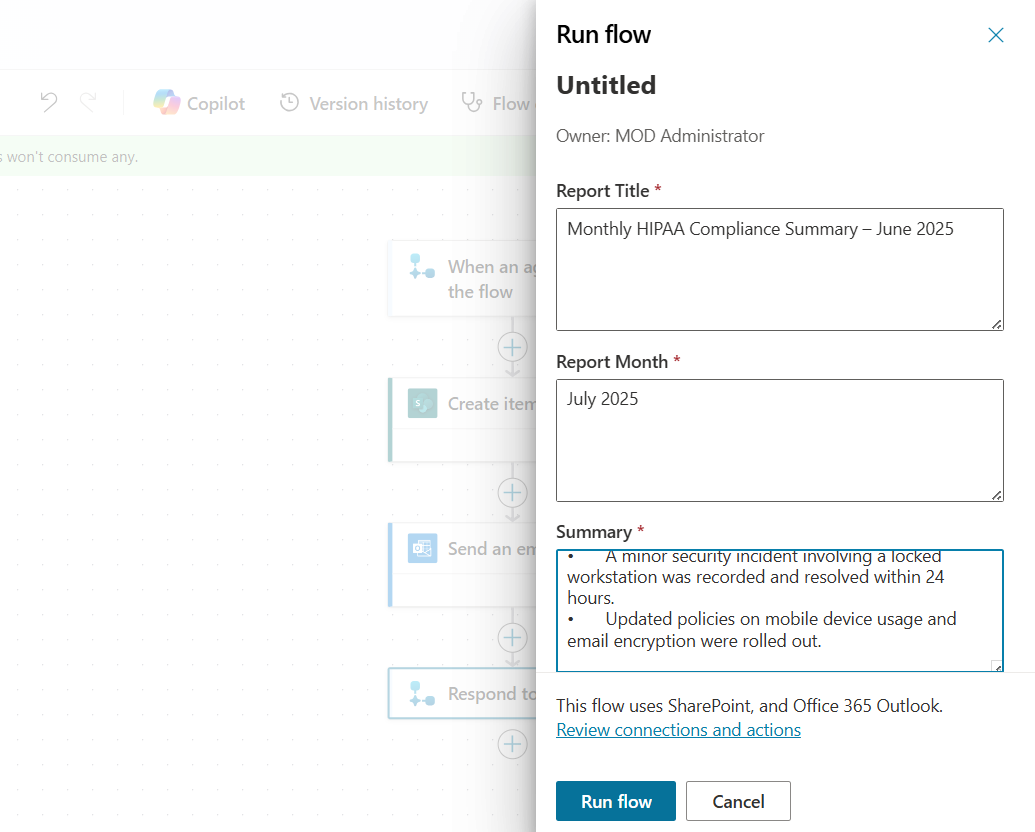 Run flow
Untitled
Copilot
Version history
Flow
s won't consume any.
Owner: MOD Administrator
Report Title *
Monthly HIPAA Compliance Summary – June 2025
When an ag
the flow
Report Month *
July 2025
Create item
Summary *
• A minor security incident involving a locked
workstation was recorded and resolved within 24
hours.
• Updated policies on mobile device usage and
email encryption were rolled out.
Send an em
Respond to
This flow uses SharePoint, and Office 365 Outlook.
Review connections and actions
Run flow
Cancel